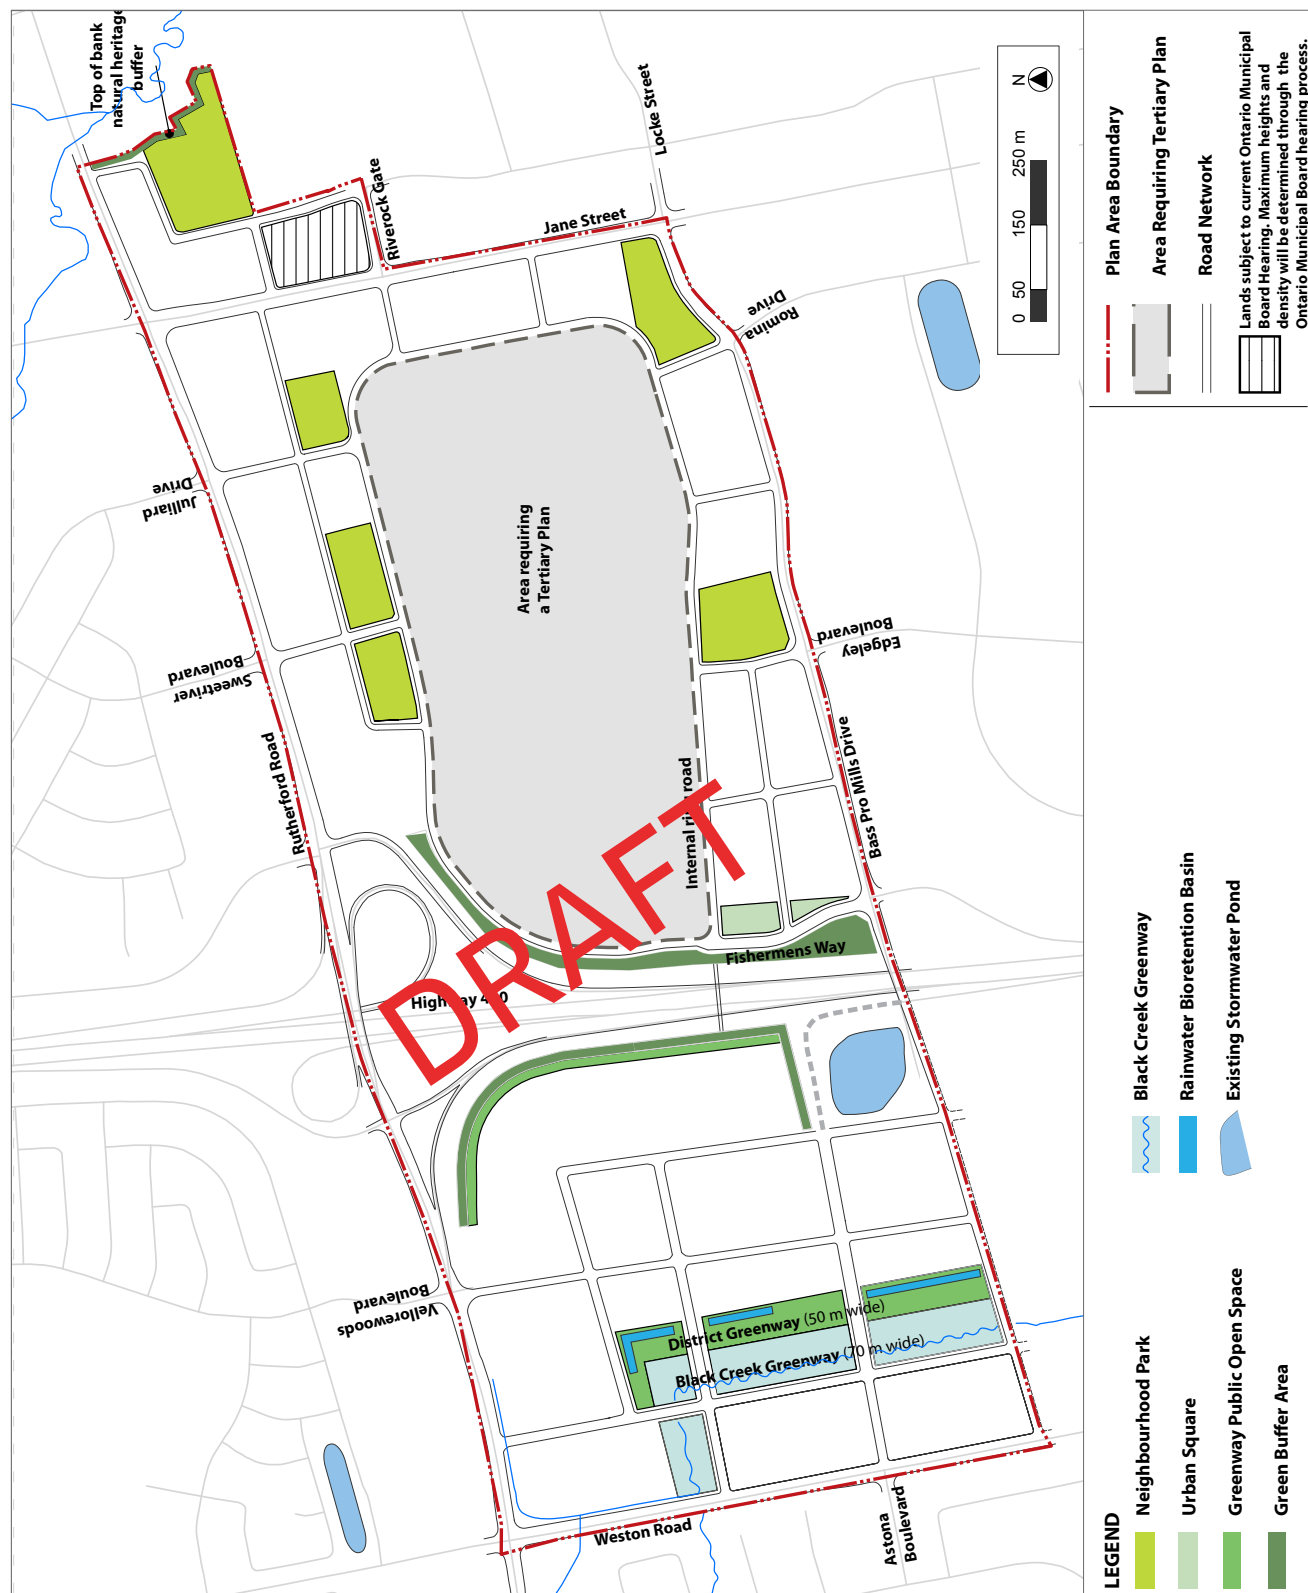 Top of bank
natural heritage
buffer
Riverock Gate
Jane Street
Locke Street
Romina
Drive
Julliard
Drive
Sweetriver
Boulevard
Rutherford Road
Area requiring
a Tertiary Plan
Edgeley
Boulevard
Bass Pro Mills Drive
Internal ring road
Fishermens Way
Highway 400
DRAFT
Vellorewoods
Boulevard
District Greenway (50 m wide)
Black Creek Greenway (70 m wide)
Weston Road
Astona
Boulevard
0 50 150 250 m
N
LEGEND
Neighbourhood Park
Urban Square
Greenway Public Open Space
Green Buffer Area
Black Creek Greenway
Rainwater Bioretention Basin
Existing Stormwater Pond
Plan Area Boundary
Area Requiring Tertiary Plan
Road Network
Lands subject to current Ontario Municipal
Board Hearing. Maximum heights and
density will be determined through the
Ontario Municipal Board hearing process.